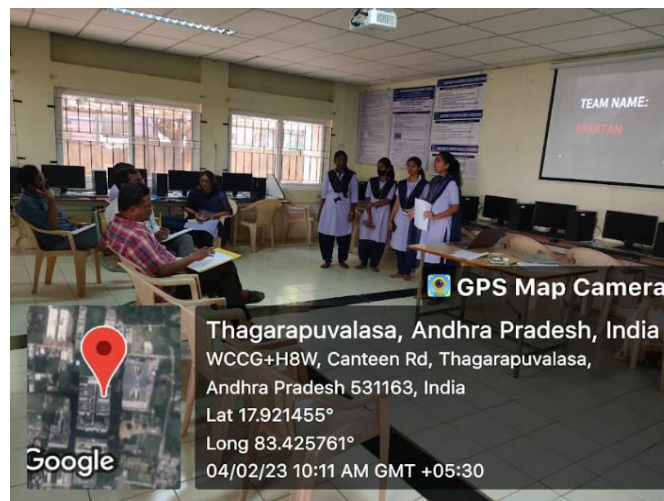 TEAM NAME:
SPARTAN
GPS Map Camera
Thagarapuvalasa, Andhra Pradesh, India
WCCG+H8W, Canteen Rd, Thagarapuvalasa,
Andhra Pradesh 531163, India
Lat 17.921455°
Long 83.425761°
04/02/23 10:11 AM GMT +05:30
Google